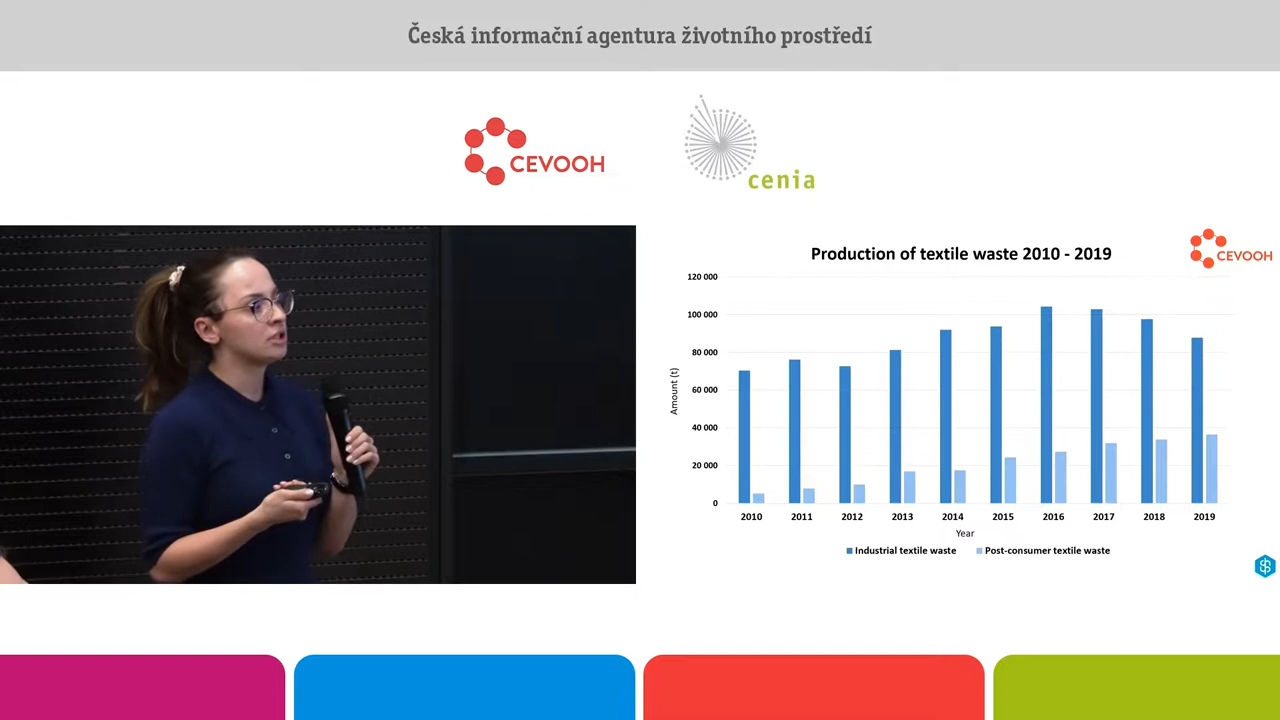 Česká informační agentura životního prostředí
CEVOOH
cenia
CEVOOH
Production of textile waste 2010 - 2019
120 000
100 000
80 000
60 000
40 000
20 000
0
Amount (t)
2010 2011 2012 2013 2014 2015 2016 2017 2018 2019
Year
Industrial textile waste Post-consumer textile waste